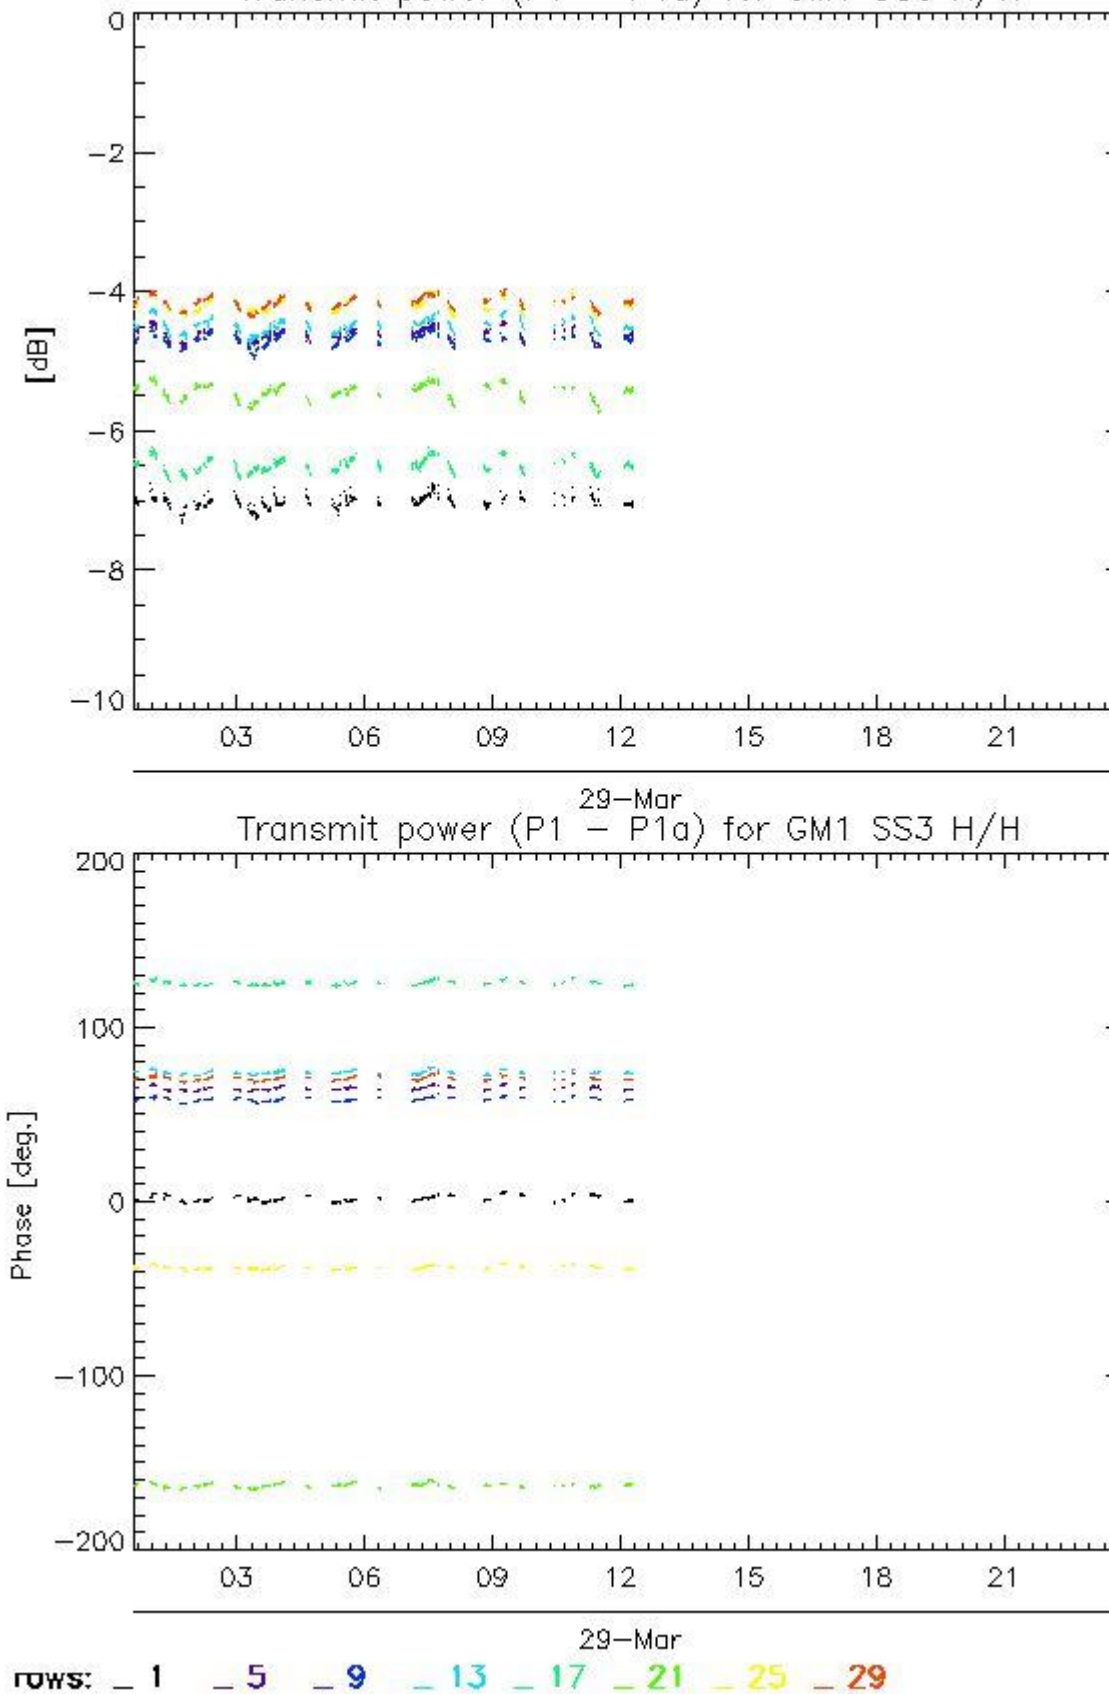 0
-2
-4
[dB]
-6
-8
-10
03 06 09 12 15 18 21
29-Mar
Transmit power (P1 - P1a) for GM1 SS3 H/H
200
100
0
Phase [deg.]
-100
-200
03 06 09 12 15 18 21
29-Mar
rows: _ 1 _ 5 _ 9 _ 13 _ 17 _ 21 _ 25 _ 29